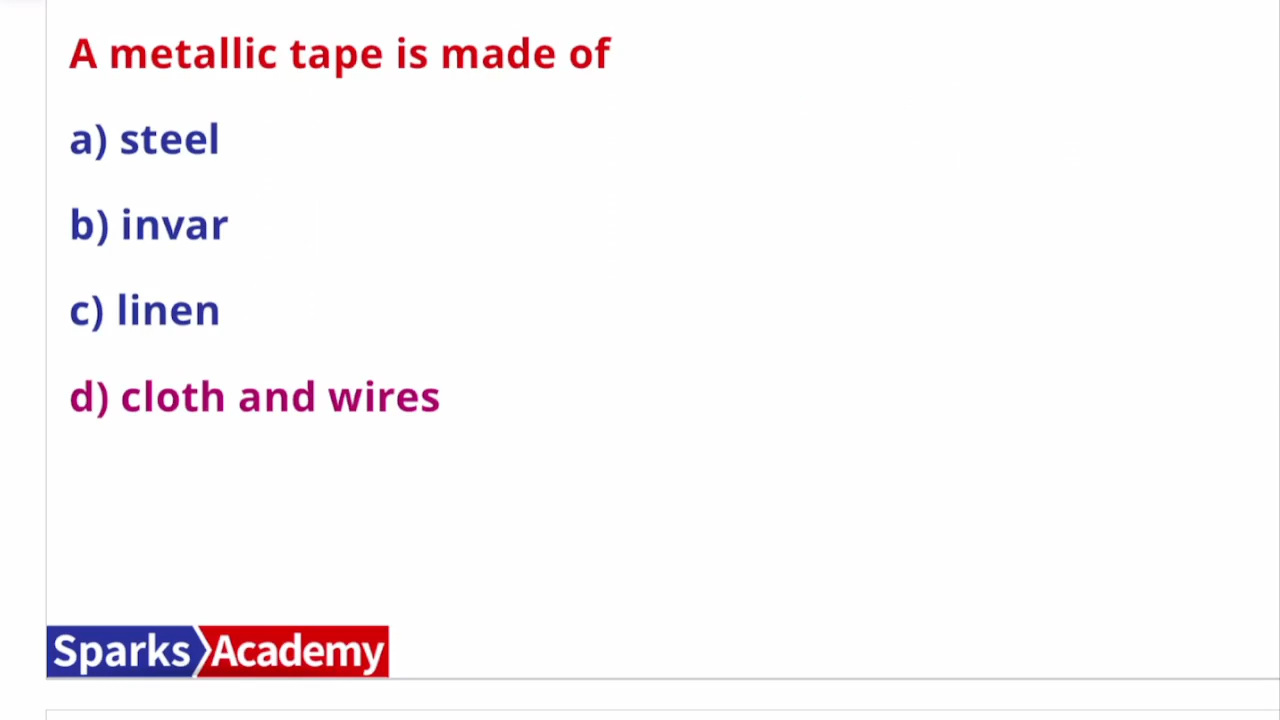 A metallic tape is made of
a) steel
b) invar
c) linen
d) cloth and wires
Sparks Academy